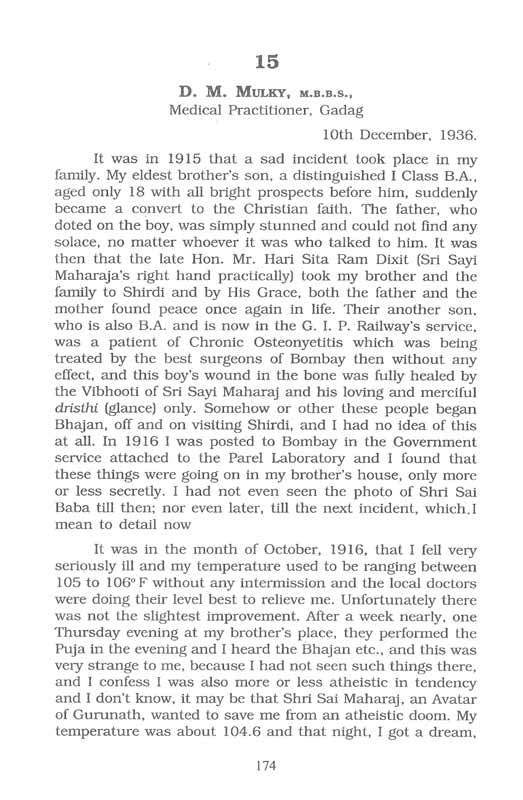 15
D. M. MULKY, M.B.B.S.,
Medical Practitioner, Gadag
10th December, 1936.
It was in 1915 that a sad incident took place in my
family. My eldest brother's son, a distinguished I Class B.A.,
aged only 18 with all bright prospects before him, suddenly
became a convert to the Christian faith. The father, who
doted on the boy, was simply stunned and could not find any
solace, no matter whoever it was who talked to him. It was
then that the late Hon. Mr. Hari Sita Ram Dixit (Sri Sayi
Maharaja's right hand practically) took my brother and the
family to Shirdi and by His Grace, both the father and the
mother found peace once again in life. Their another son,
who is also B.A. and is now in the G. I. P. Railway's service,
was a patient of Chronic Osteonyetitis which was being
treated by the best surgeons of Bombay then without any
effect, and this boy's wound in the bone was fully healed by
the Vibhooti of Sri Sayi Maharaj and his loving and merciful
dristhi (glance) only. Somehow or other these people began
Bhajan, off and on visiting Shirdi, and I had no idea of this
at all. In 1916 I was posted to Bombay in the Government
service attached to the Parel Laboratory and I found that
these things were going on in my brother's house, only more
or less secretly. I had not even seen the photo of Shri Sai
Baba till then; nor even later, till the next incident, which.I
mean to detail now
It was in the month of October, 1916, that I fell very
seriously ill and my temperature used to be ranging between
105 to 106° F without any intermission and the local doctors
were doing their level best to relieve me. Unfortunately there
was not the slightest improvement. After a week nearly, one
Thursday evening at my brother's place, they performed the
Puja in the evening and I heard the Bhajan etc., and this was
very strange to me, because I had not seen such things there,
and I confess I was also more or less atheistic in tendency
and I don't know, it may be that Shri Sai Maharaj, an Avatar
of Gurunath, wanted to save me from an atheistic doom. My
temperature was about 104.6 and that night, I got a dream,
174